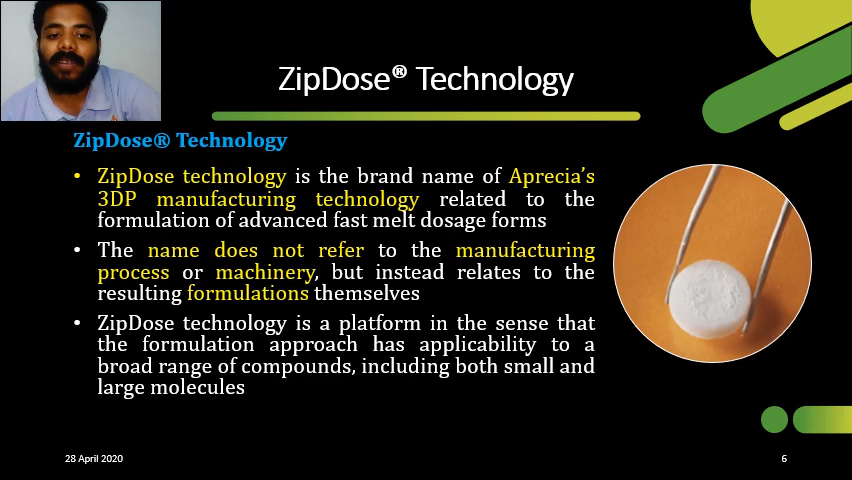 ZipDose® Technology
ZipDose® Technology
• ZipDose technology is the brand name of Aprecia's
3DP manufacturing technology related to the
formulation of advanced fast melt dosage forms
• The name does not refer to the manufacturing
process or machinery, but instead relates to the
resulting formulations themselves
• ZipDose technology is a platform in the sense that
the formulation approach has applicability to a
broad range of compounds, including both small and
large molecules
28 April 2020
6